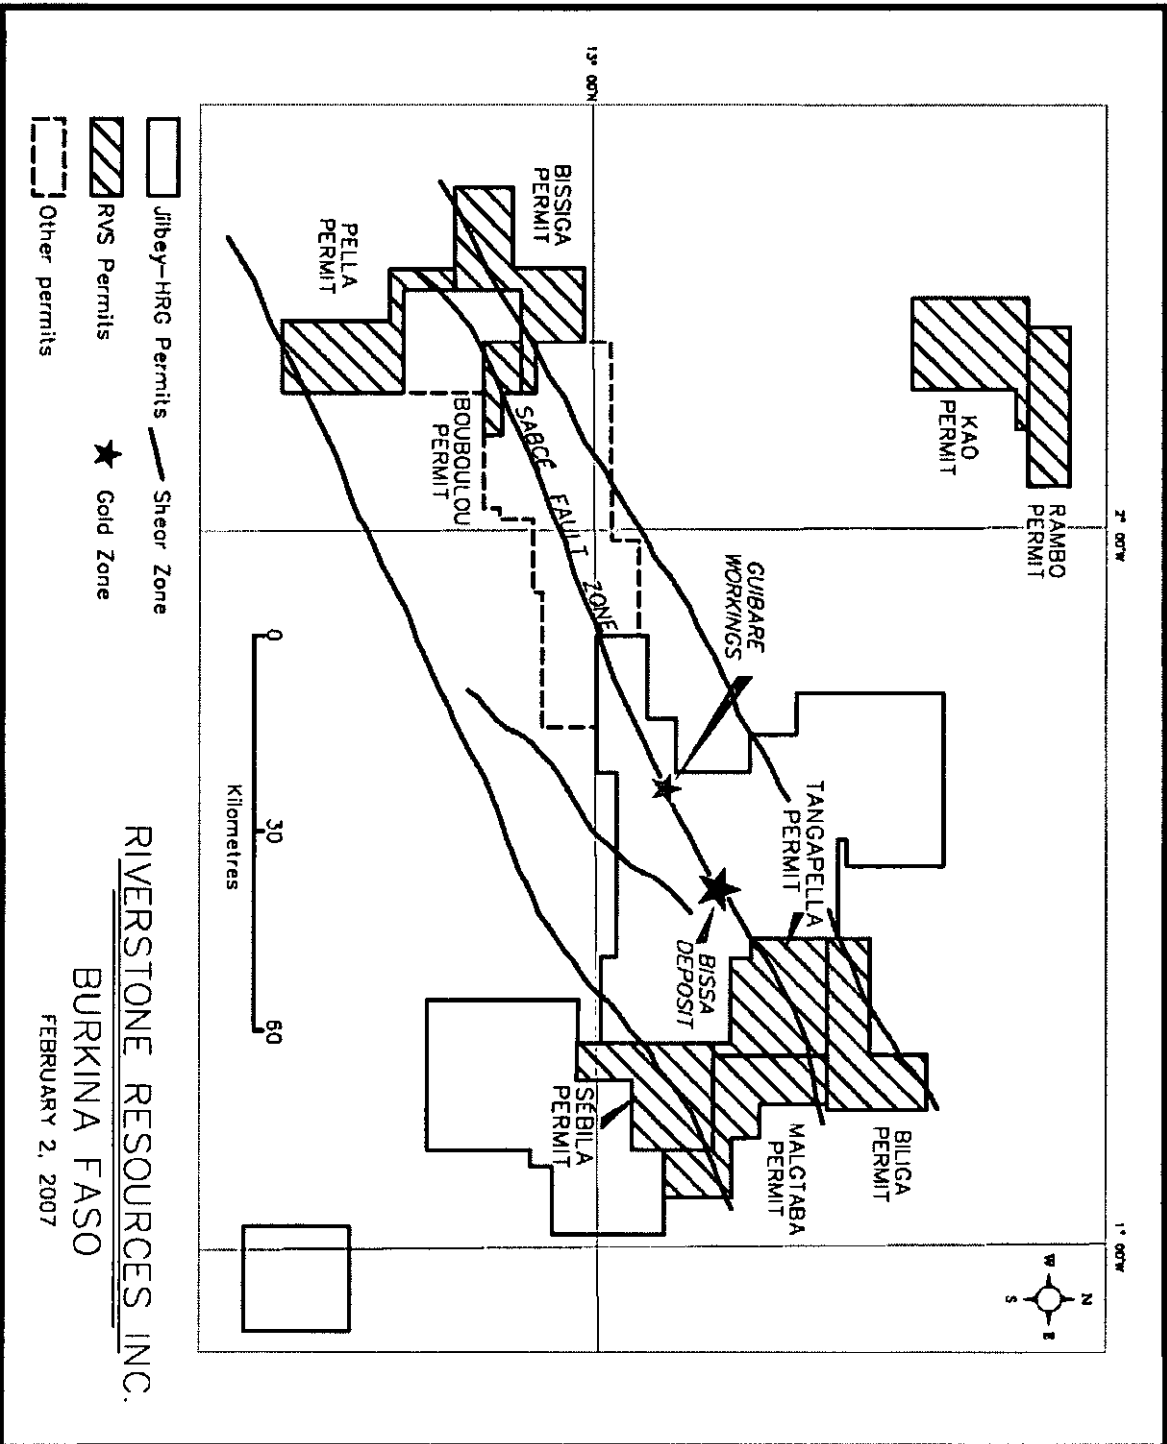 13° 00'N
2° 00'W
1° 00'W
N
W
E
S
RAMBO
PERMIT
KAO
PERMIT
BISSIGA
PERMIT
PELLA
PERMIT
BOUBOULOU
PERMIT
SABCE FAULT ZONE
GUIBARE
WORKINGS
TANGAPELLA
PERMIT
BISSA
DEPOSIT
BILIGA
PERMIT
MALGTABA
PERMIT
SEBILA
PERMIT
0 30 60
Kilometres
Jilbey-HRG Permits
Shear Zone
RVS Permits
Gold Zone
Other permits
RIVERSTONE RESOURCES INC.
BURKINA FASO
FEBRUARY 2, 2007